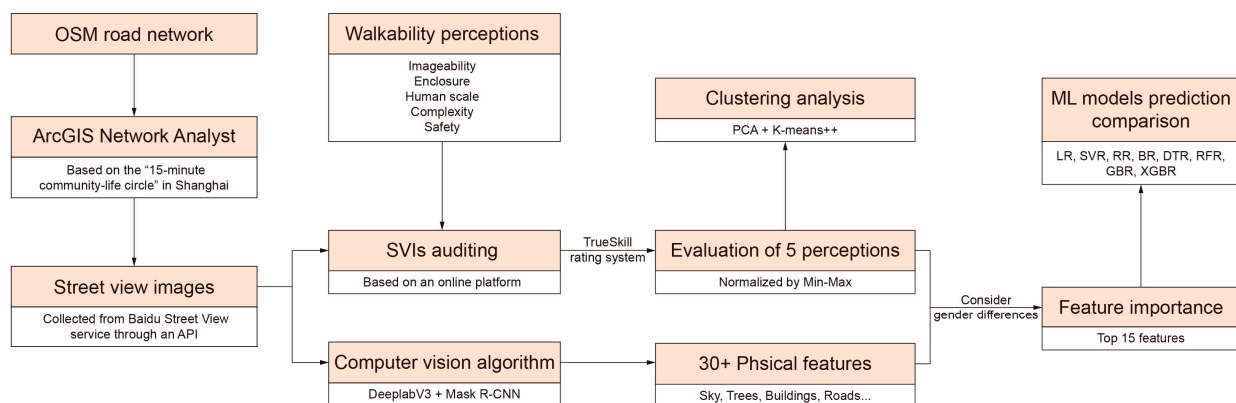 OSM road network
ArcGIS Network Analyst
Based on the “15-minute
community-life circle” in Shanghai
Street view images
Collected from Baidu Street View
service through an API
Walkability perceptions
Imageability
Enclosure
Human scale
Complexity
Safety
SVIs auditing
Based on an online platform
Computer vision algorithm
DeeplabV3 + Mask R-CNN
TrueSkill
rating system
Clustering analysis
PCA + K-means++
Evaluation of 5 perceptions
Normalized by Min-Max
30+ Phsical features
Sky, Trees, Buildings, Roads...
Consider
gender differences
ML models prediction
comparison
LR, SVR, RR, BR, DTR, RFR,
GBR, XGBR
Feature importance
Top 15 features